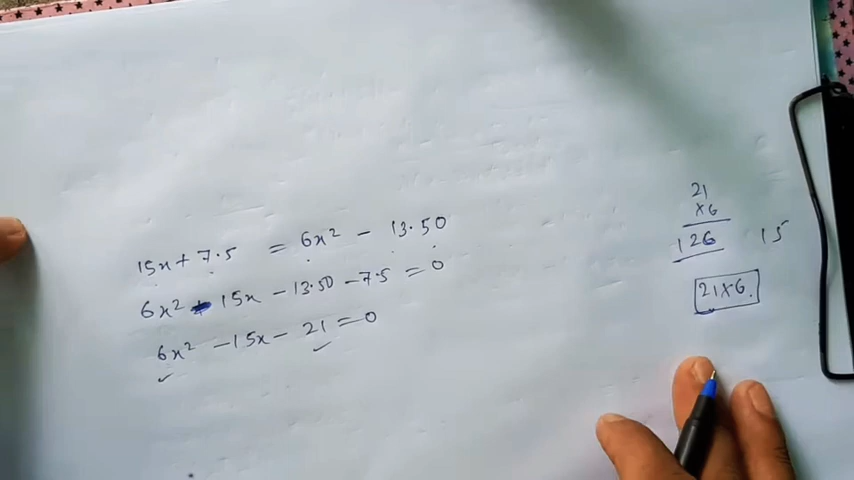 15x + 7.5 = 6x² - 13.50
6x² - 15x - 13.50 - 7.5 = 0
6x² - 15x - 21 = 0
21
x 6
126
15
21 x 6.